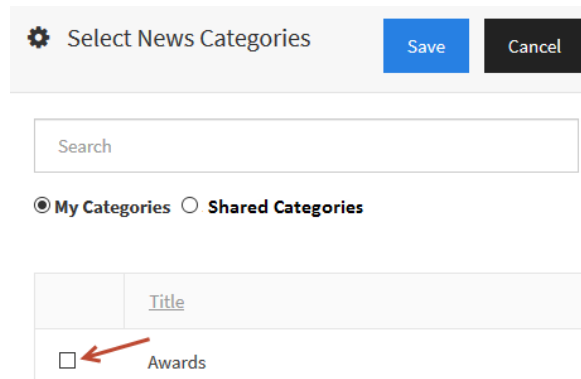 Select News Categories Save Cancel
Search
My Categories Shared Categories
Title
Awards